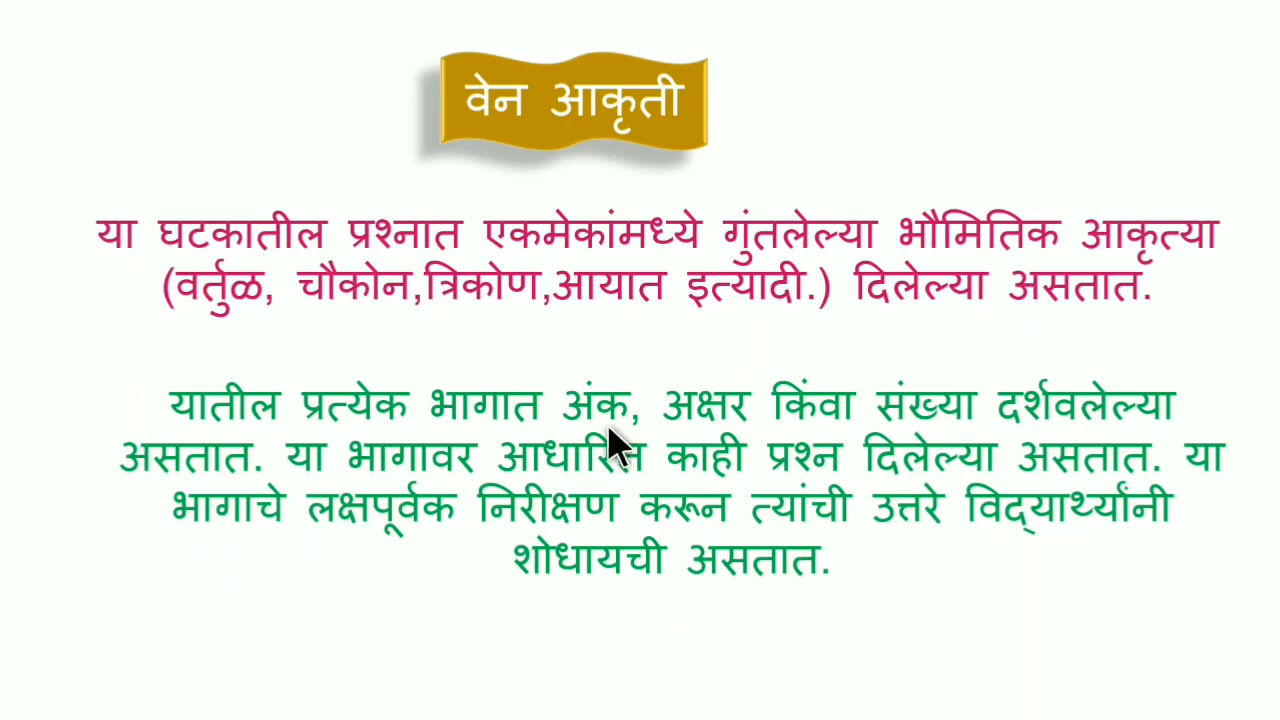 वेन आकृती
या घटकातील प्रश्नात एकमेकांमध्ये गुंतलेल्या भौमितिक आकृत्या
(वर्तुळ, चौकोन,त्रिकोण,आयात इत्यादी.) दिलेल्या असतात.
यातील प्रत्येक भागात अंक, अक्षर किंवा संख्या दर्शवलेल्या
असतात. या भागावर आधारित काही प्रश्न दिलेल्या असतात. या
भागाचे लक्षपूर्वक निरीक्षण करून त्यांची उत्तरे विद्‌यार्थ्यांनी
शोधायची असतात.